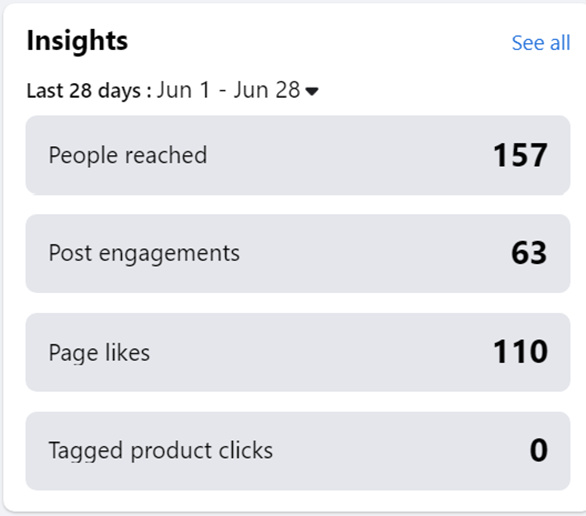 Insights
See all
Last 28 days : Jun 1 - Jun 28
People reached 157
Post engagements 63
Page likes 110
Tagged product clicks 0